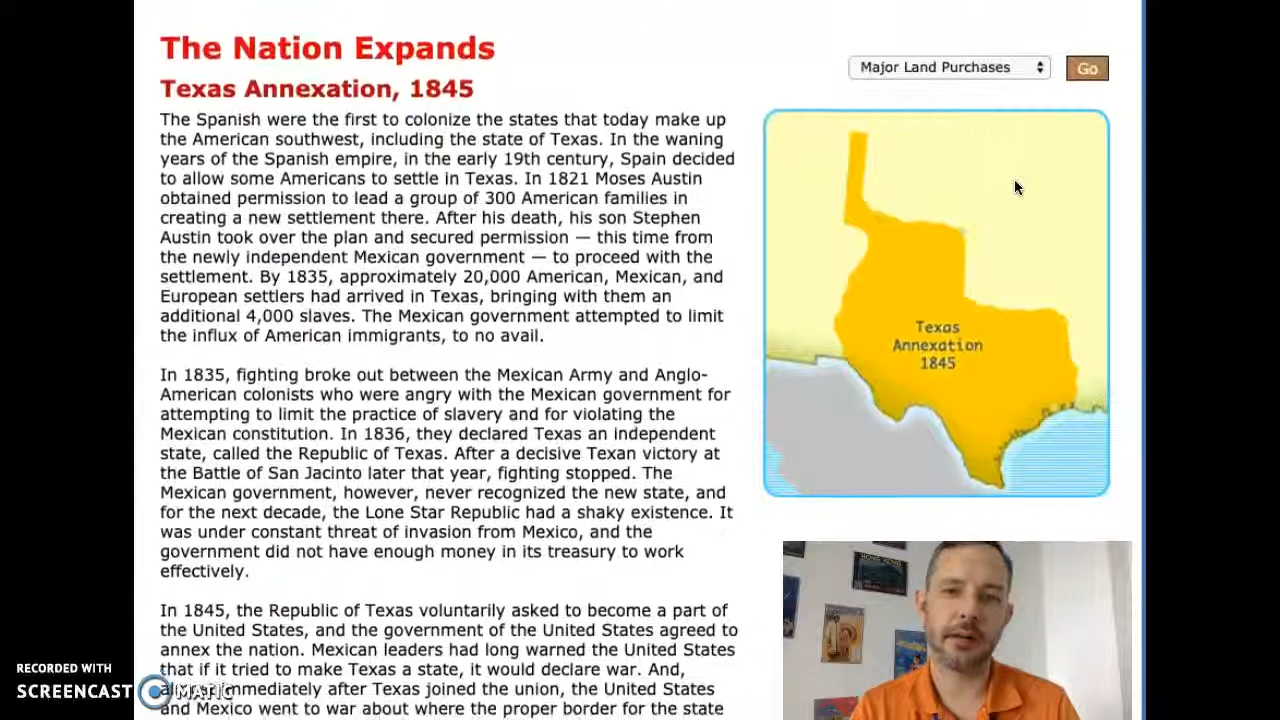 The Nation Expands
Major Land Purchases
Go
Texas Annexation, 1845
The Spanish were the first to colonize the states that today make up
the American southwest, including the state of Texas. In the waning
years of the Spanish empire, in the early 19th century, Spain decided
to allow some Americans to settle in Texas. In 1821 Moses Austin
obtained permission to lead a group of 300 American families in
creating a new settlement there. After his death, his son Stephen
Austin took over the plan and secured permission — this time from
the newly independent Mexican government — to proceed with the
settlement. By 1835, approximately 20,000 American, Mexican, and
European settlers had arrived in Texas, bringing with them an
additional 4,000 slaves. The Mexican government attempted to limit
the influx of American immigrants, to no avail.
In 1835, fighting broke out between the Mexican Army and Anglo-
American colonists who were angry with the Mexican government for
attempting to limit the practice of slavery and for violating the
Mexican constitution. In 1836, they declared Texas an independent
state, called the Republic of Texas. After a decisive Texan victory at
the Battle of San Jacinto later that year, fighting stopped. The
Mexican government, however, never recognized the new state, and
for the next decade, the Lone Star Republic had a shaky existence. It
was under constant threat of invasion from Mexico, and the
government did not have enough money in its treasury to work
effectively.
In 1845, the Republic of Texas voluntarily asked to become a part of
the United States, and the government of the United States agreed to
annex the nation. Mexican leaders had long warned the United States
that if it tried to make Texas a state, it would declare war. And,
immediately after Texas joined the union, the United States
and Mexico went to war about where the proper border for the state
Texas
Annexation
1845
HONG KONG
RECORDED WITH
SCREENCAST MATIC